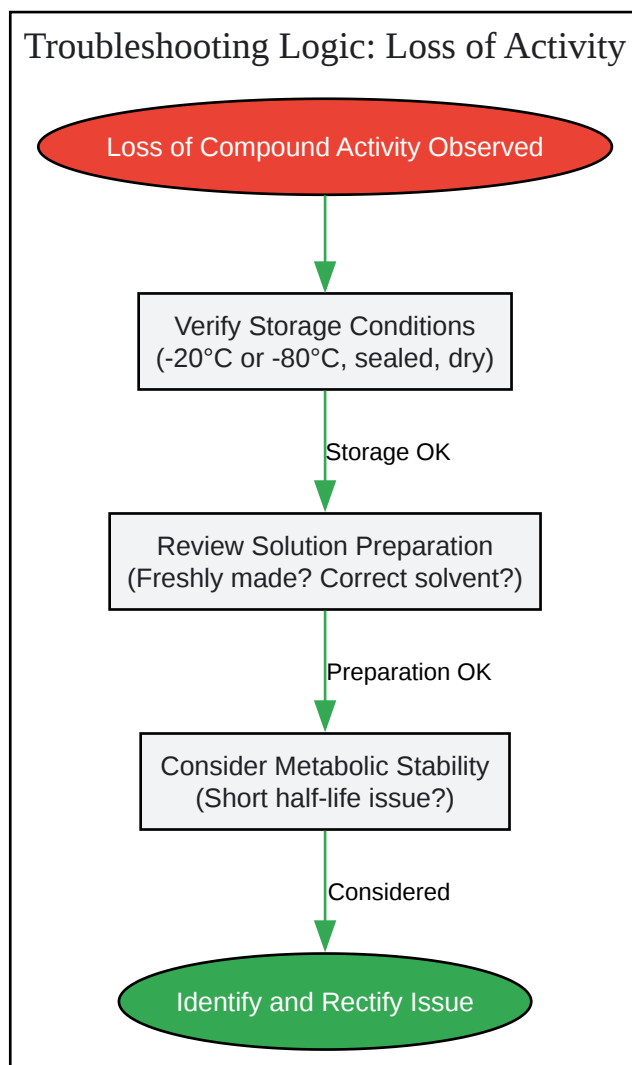 Troubleshooting Logic: Loss of Activity
Loss of Compound Activity Observed
Verify Storage Conditions
(-20°C or -80°C, sealed, dry)
Storage OK
Review Solution Preparation
(Freshly made? Correct solvent?)
Preparation OK
Consider Metabolic Stability
(Short half-life issue?)
Considered
Identify and Rectify Issue